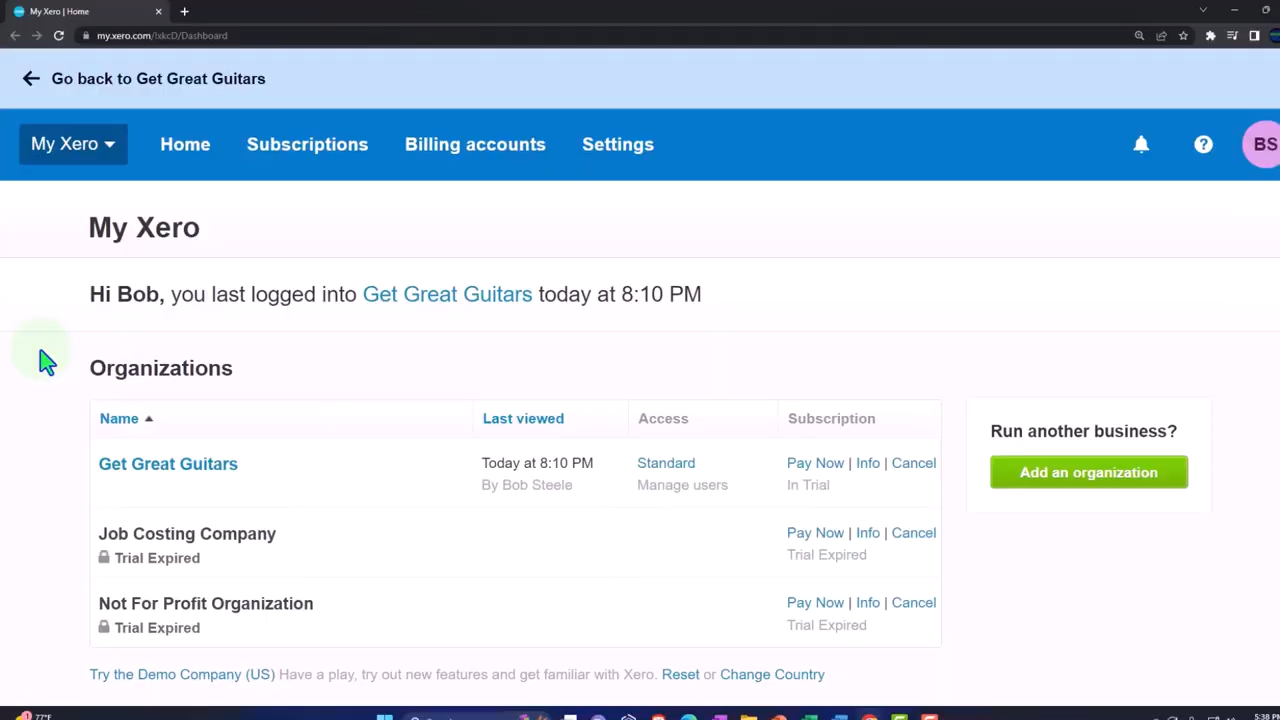 My Xero | Home
my.xero.com/!xkcD/Dashboard
Go back to Get Great Guitars
My Xero Home Subscriptions Billing accounts Settings BS
My Xero
Hi Bob, you last logged into Get Great Guitars today at 8:10 PM
Organizations
Name Last viewed Access Subscription
Get Great Guitars Today at 8:10 PM Standard Pay Now | Info | Cancel
By Bob Steele Manage users In Trial
Job Costing Company Pay Now | Info | Cancel
Trial Expired Trial Expired
Not For Profit Organization Pay Now | Info | Cancel
Trial Expired Trial Expired
Run another business?
Add an organization
Try the Demo Company (US) Have a play, try out new features and get familiar with Xero. Reset or Change Country
77°F
5:38 PM